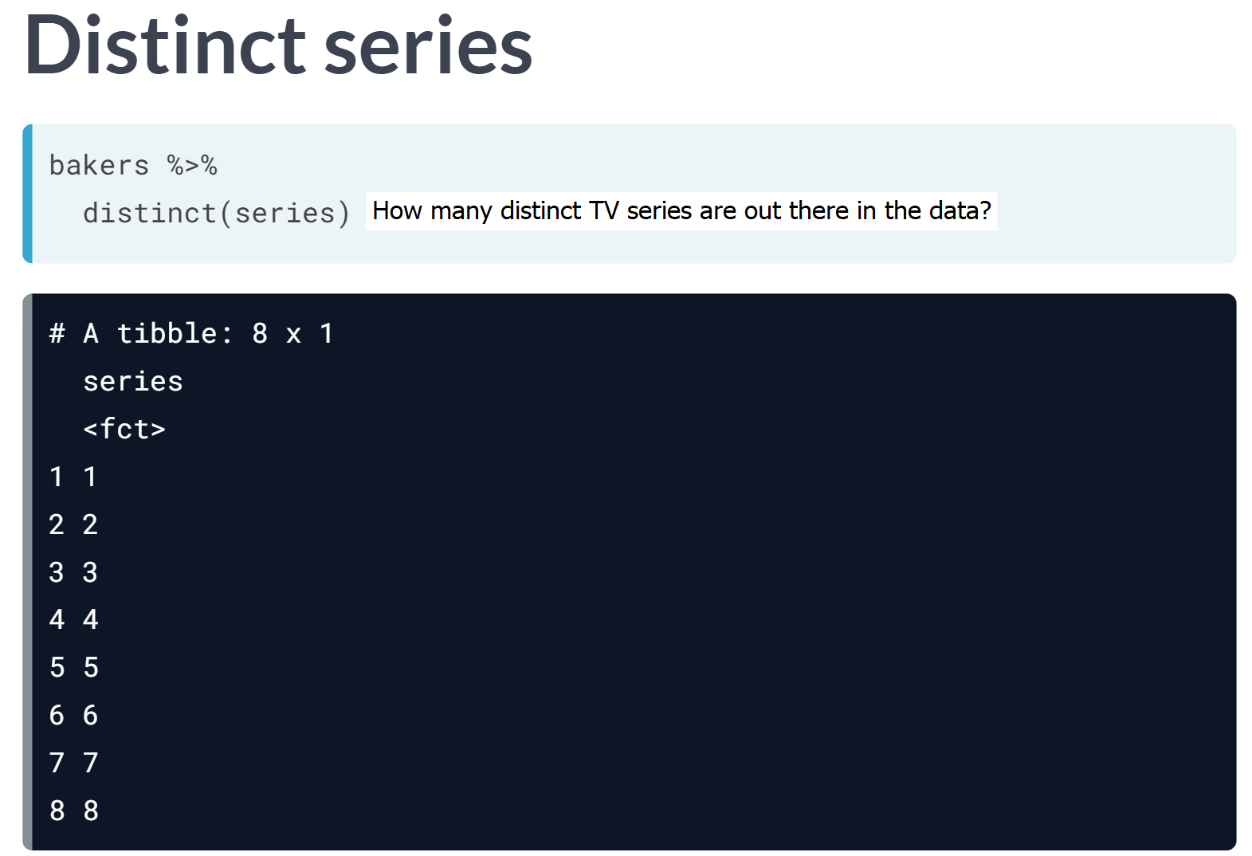 Distinct series
bakers %>%
distinct(series) How many distinct TV series are out there in the data?
# A tibble: 8 x 1
series
<fct>
1 1
2 2
3 3
4 4
5 5
6 6
7 7
8 8